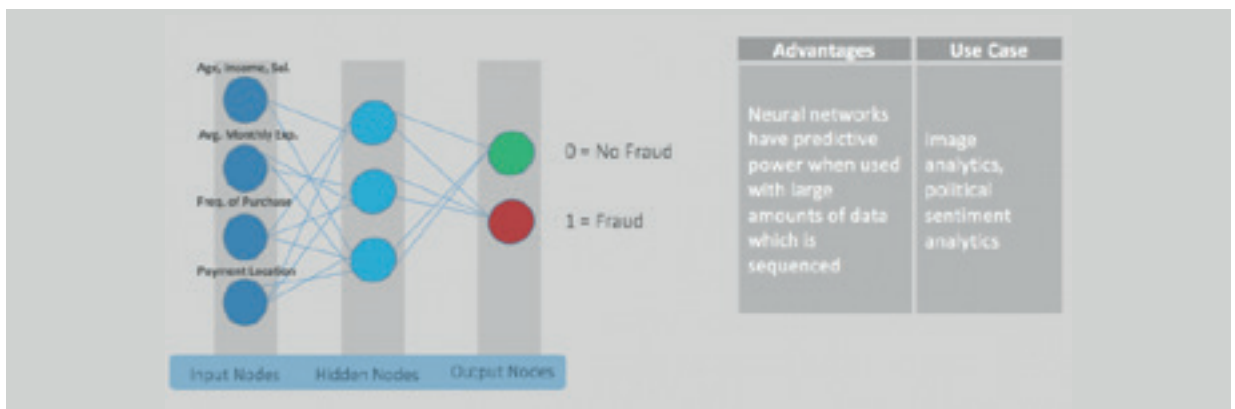 Age, Income, Sal.
Avg. Monthly Exp.
Freq. of Purchase
Payment Location
0 = No Fraud
1 = Fraud
Input Nodes
Hidden Nodes
Output Nodes
Advantages
Neural networks
have predictive
power when used
with large
amounts of data
which is
sequenced
Use Case
Image
analytics,
political
sentiment
analytics